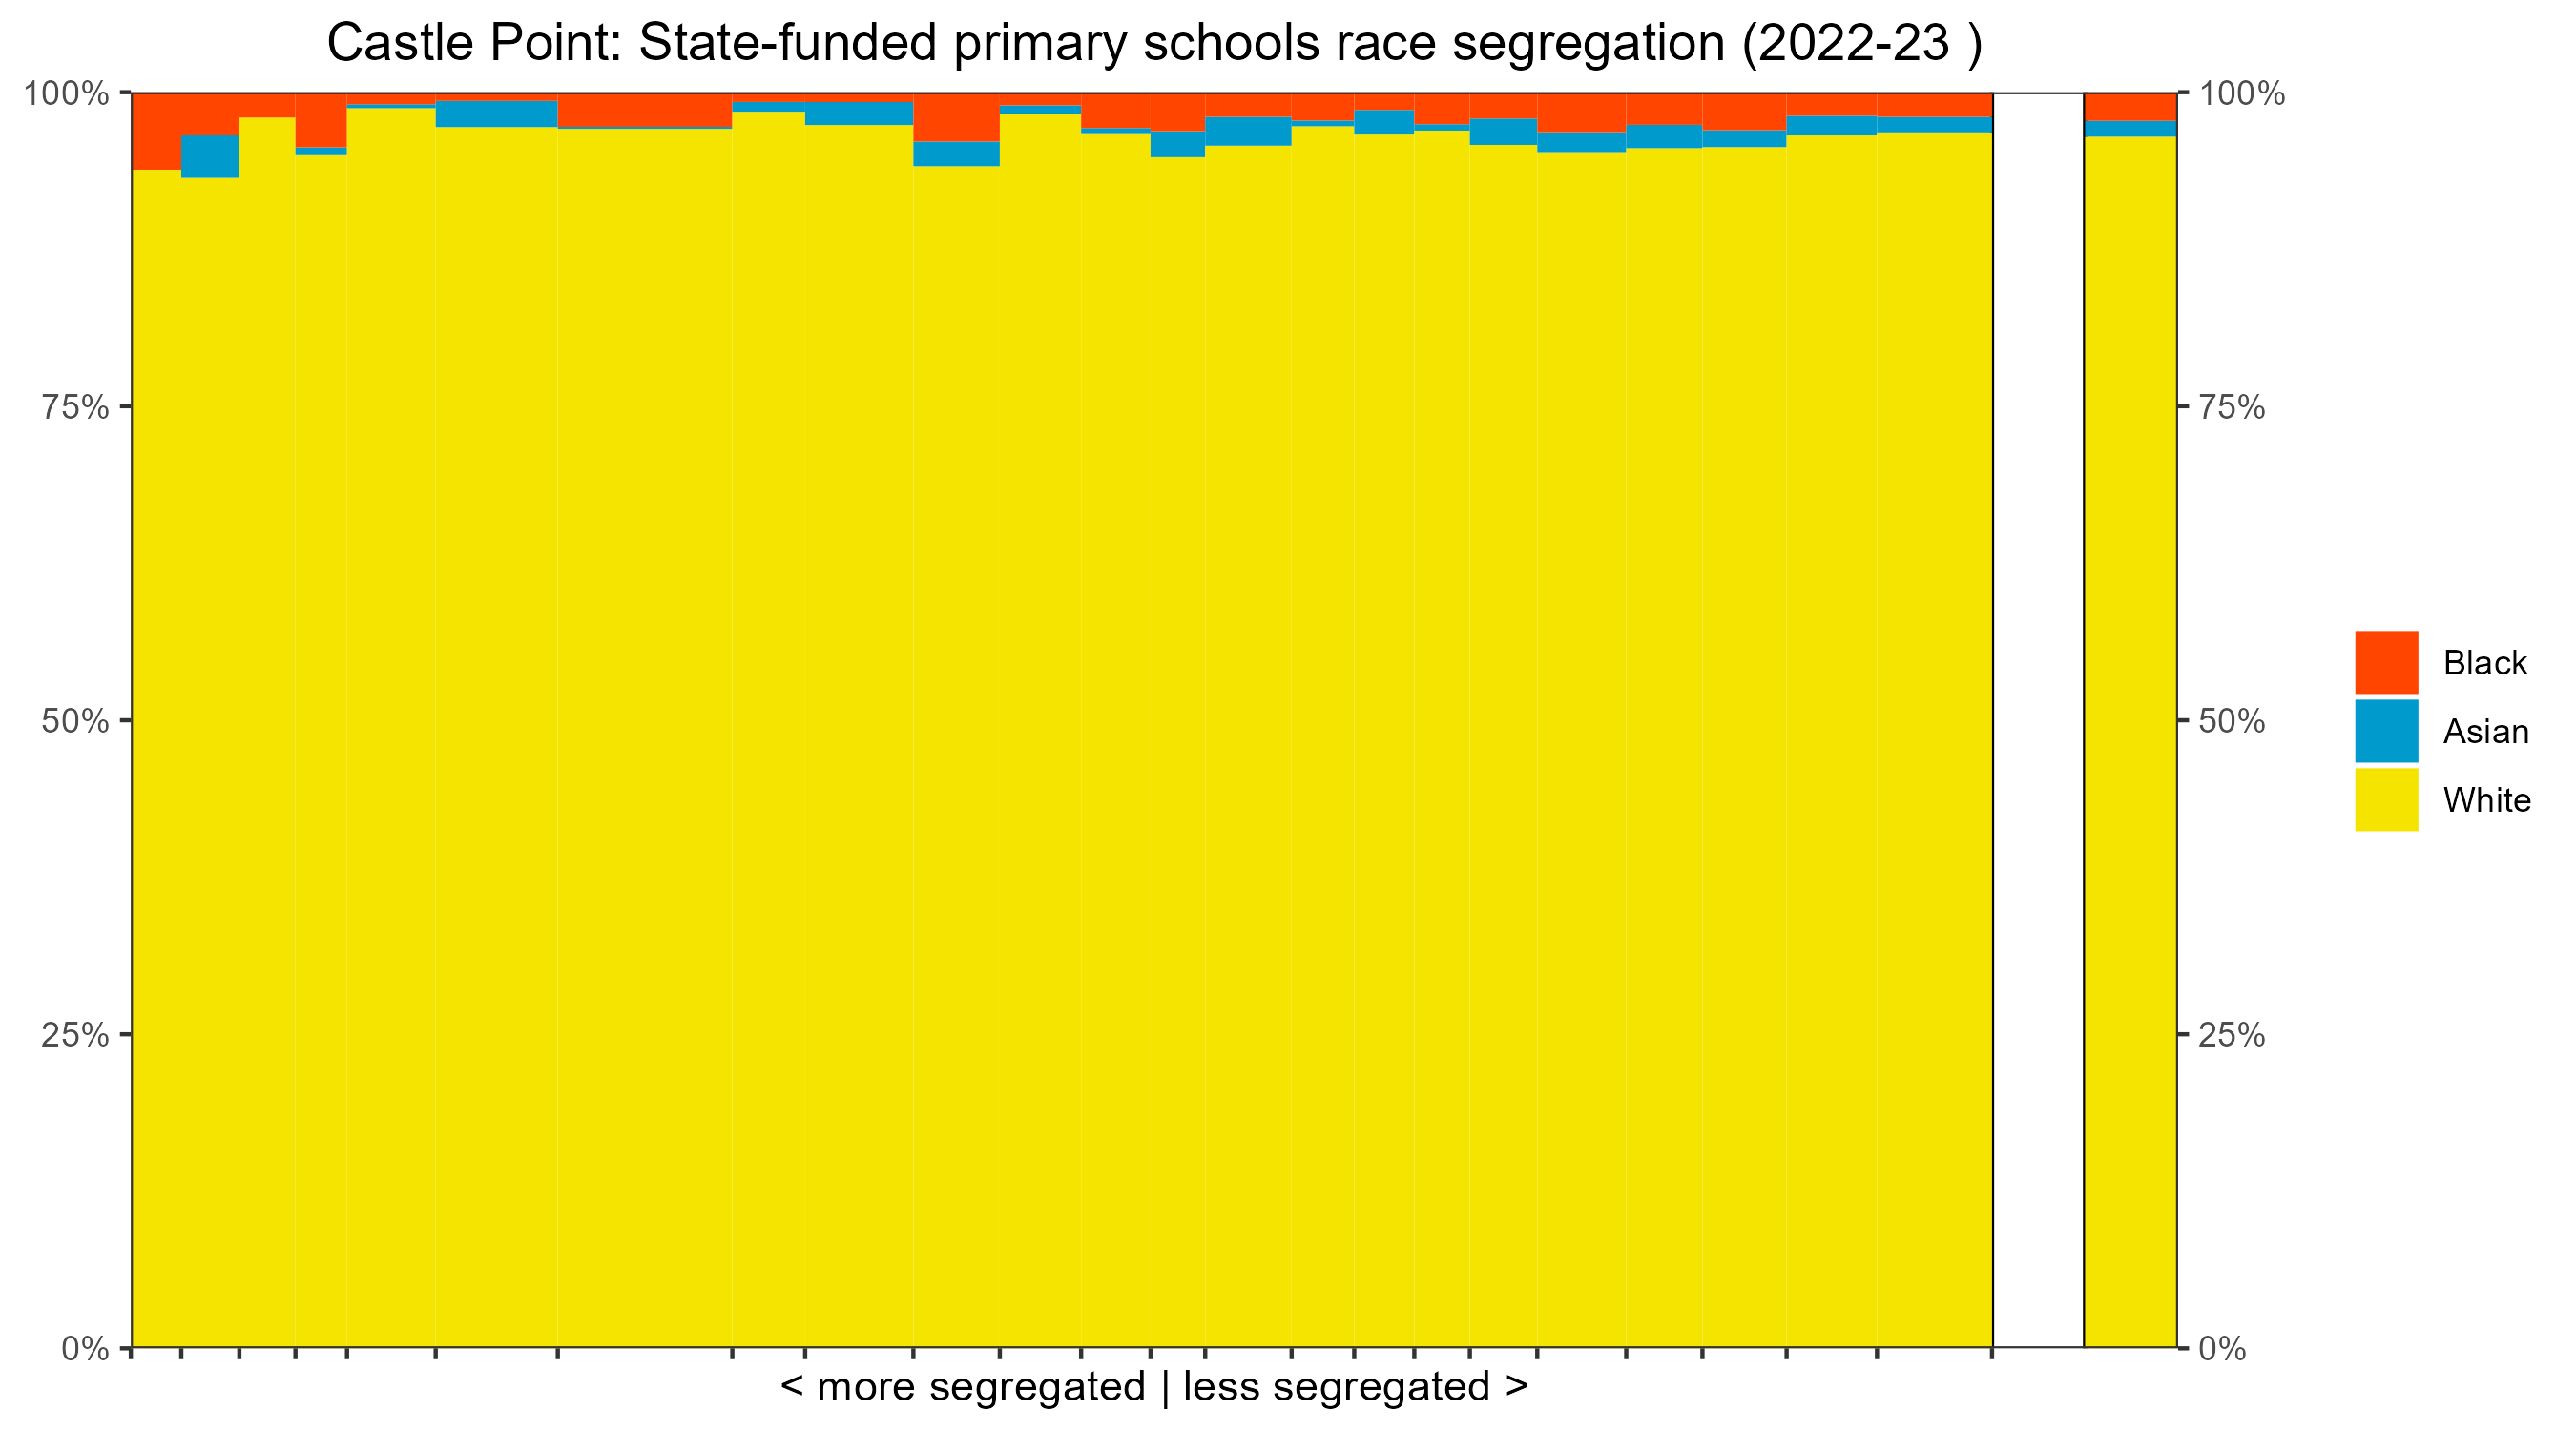 Castle Point: State-funded primary schools race segregation (2022-23 )
100%
75%
50%
25%
0%
100%
75%
50%
25%
0%
< more segregated | less segregated >
Black
Asian
White